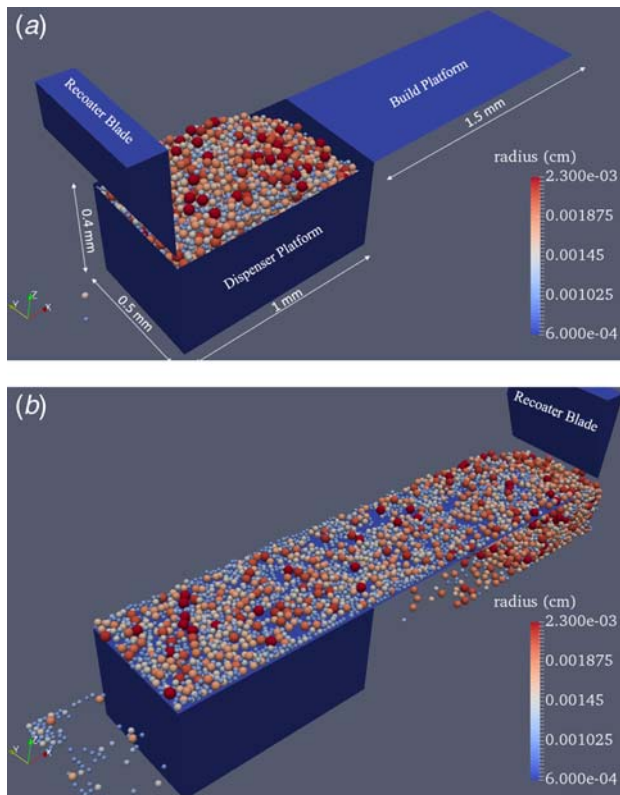 (a)
Recoater Blade
Build Platform
1.5 mm
radius (cm)
2.300e-03
0.001875
0.00145
0.001025
6.000e-04
0.4 mm
Dispenser Platform
0.5 mm
1 mm
Y
Z
X
(b)
Recoater Blade
radius (cm)
2.300e-03
0.001875
0.00145
0.001025
6.000e-04
Y
Z
X